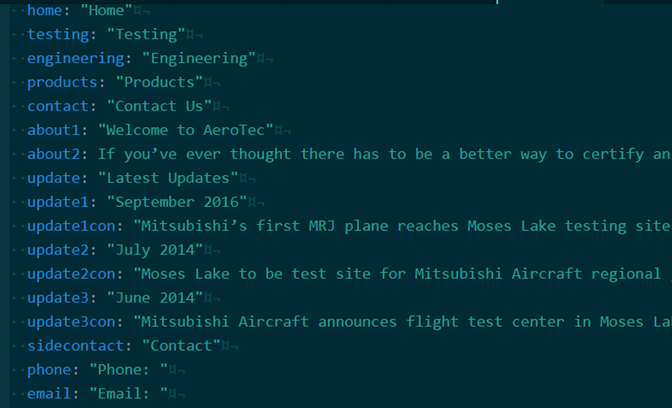 home: "Home"
testing: "Testing"
engineering: "Engineering"
products: "Products"
contact: "Contact Us"
about1: "Welcome to AeroTec"
about2: If you’ve ever thought there has to be a better way to certify an
update: "Latest Updates"
update1: "September 2016"
update1con: "Mitsubishi’s first MRJ plane reaches Moses Lake testing site
update2: "July 2014"
update2con: "Moses Lake to be test site for Mitsubishi Aircraft regional
update3: "June 2014"
update3con: "Mitsubishi Aircraft announces flight test center in Moses La
sidecontact: "Contact"
phone: "Phone: "
email: "Email: "